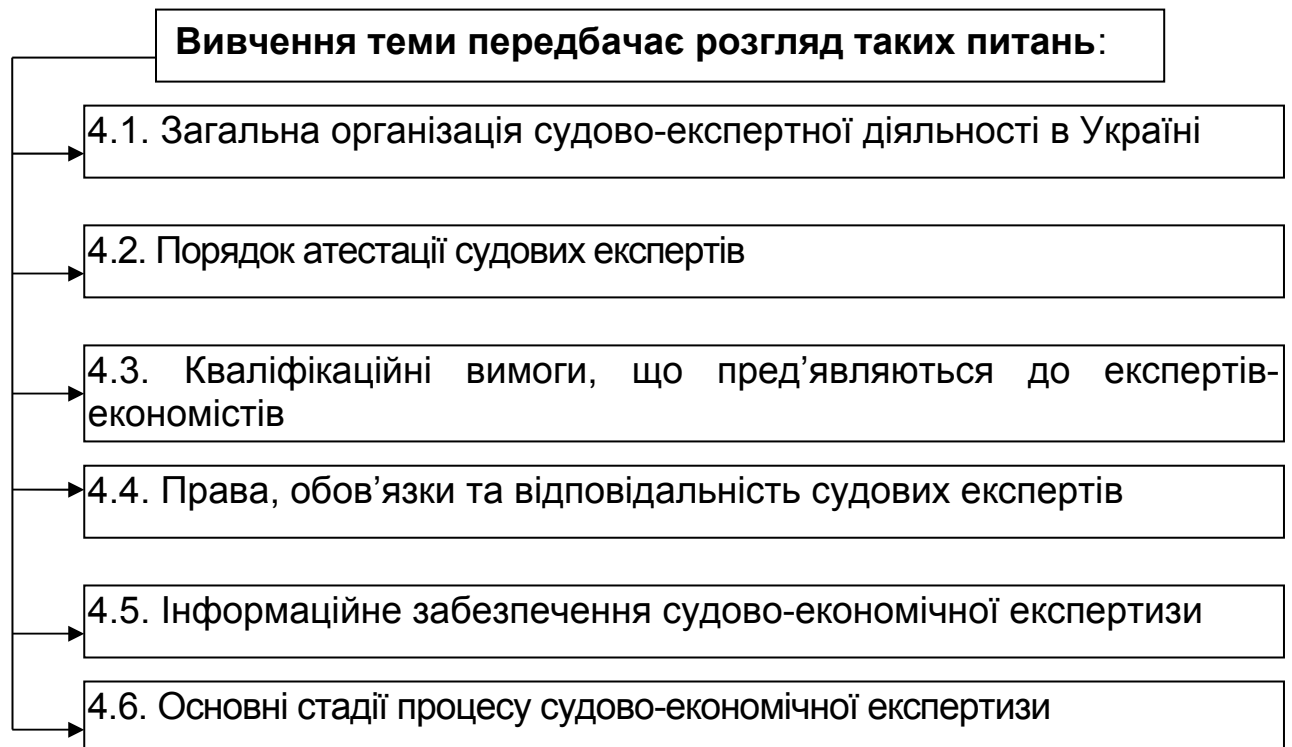 Вивчення теми передбачає розгляд таких питань:
4.1. Загальна організація судово-експертної діяльності в Україні
4.2. Порядок атестації судових експертів
4.3. Кваліфікаційні вимоги, що пред’являються до експертів-
економістів
4.4. Права, обов’язки та відповідальність судових експертів
4.5. Інформаційне забезпечення судово-економічної експертизи
4.6. Основні стадії процесу судово-економічної експертизи